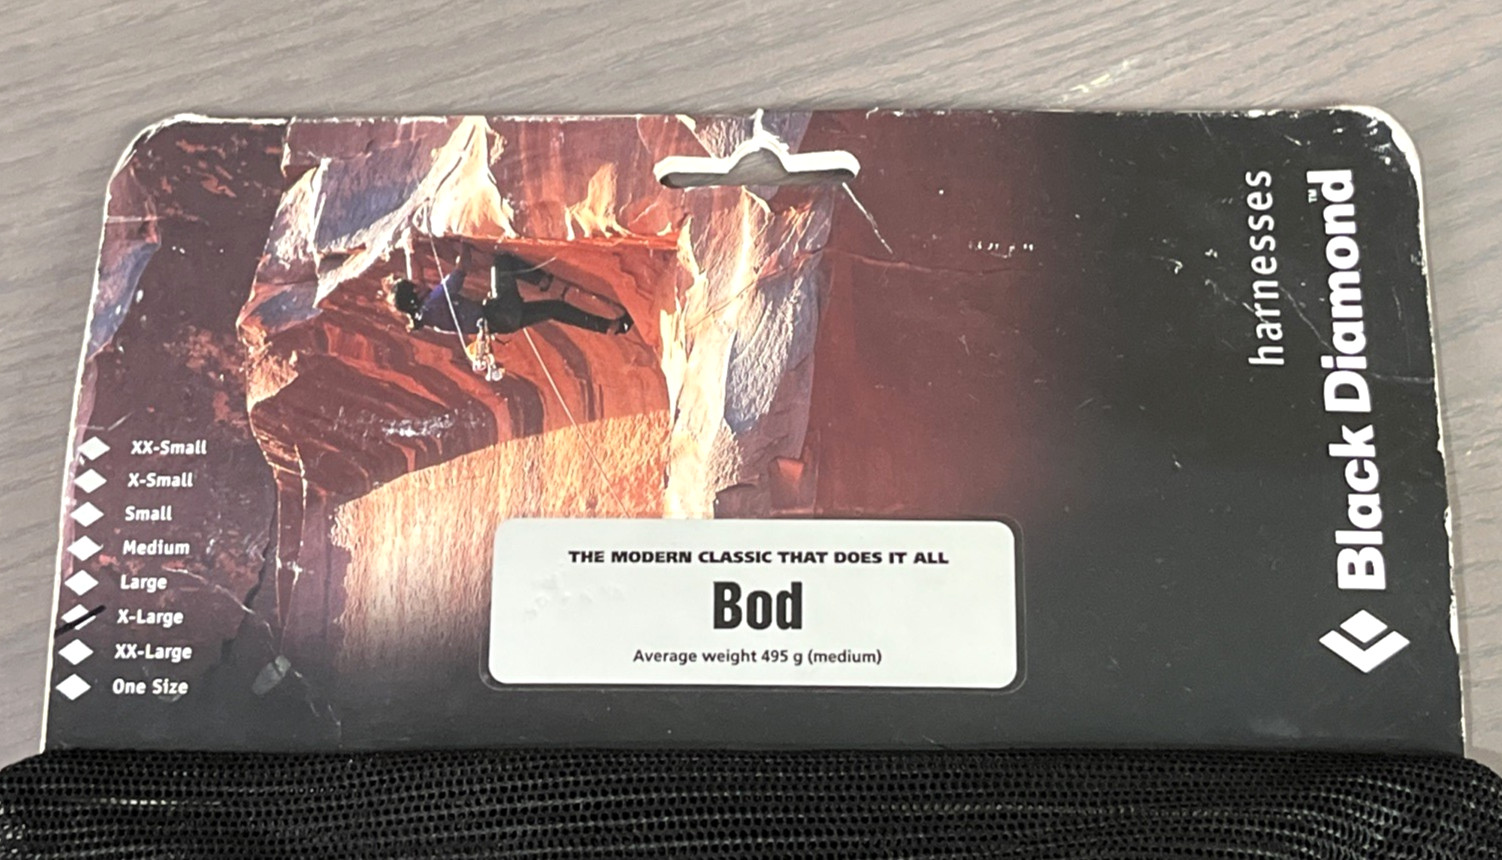 harnesses
Black Diamond™
XX-Small
X-Small
Small
Medium
Large
X-Large
XX-Large
One Size
THE MODERN CLASSIC THAT DOES IT ALL
Bod
Average weight 495 g (medium)